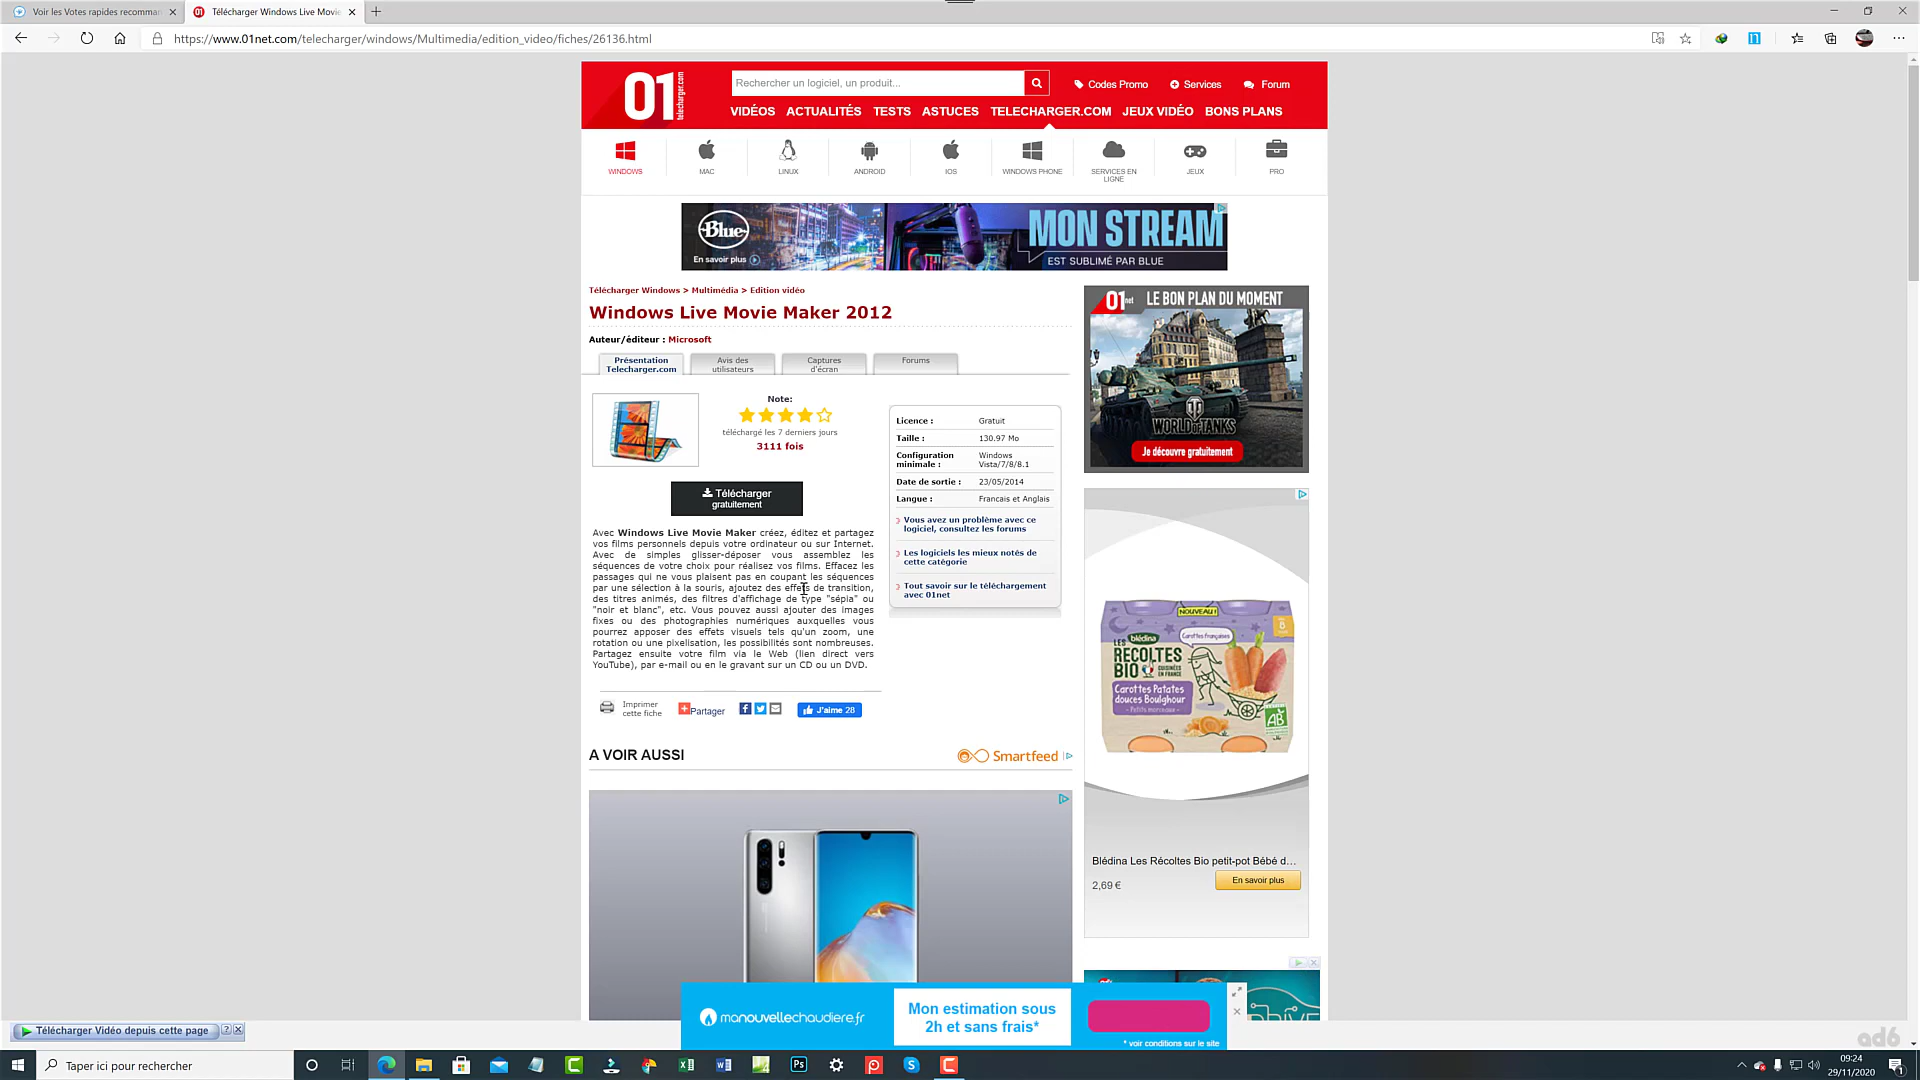 Voir les Votes rapides recomman
Télécharger Windows Live Movie
https://www.01net.com/telecharger/windows/Multimedia/edition_video/fiches/26136.html
01
telecharger.com
Rechercher un logiciel, un produit...
Codes Promo
Services
Forum
VIDÉOS ACTUALITÉS TESTS ASTUCES TELECHARGER.COM JEUX VIDÉO BONS PLANS
WINDOWS
MAC
LINUX
ANDROID
IOS
WINDOWS PHONE
SERVICES EN
LIGNE
JEUX
PRO
Blue
En savoir plus
MON STREAM
EST SUBLIMÉ PAR BLUE
Télécharger Windows > Multimédia > Edition vidéo
Windows Live Movie Maker 2012
Auteur/éditeur : Microsoft
Présentation
Telecharger.com
Avis des
utilisateurs
Captures
d'écran
Forums
Note:
téléchargé les 7 derniers jours
3111 fois
Télécharger
gratuitement
Licence : Gratuit
Taille : 130.97 Mo
Configuration
minimale :
Windows
Vista/7/8/8.1
Date de sortie : 23/05/2014
Langue : Francais et Anglais
Vous avez un problème avec ce
logiciel, consultez les forums
Les logiciels les mieux notés de
cette catégorie
Tout savoir sur le téléchargement
avec 01net
Avec Windows Live Movie Maker créez, éditez et partagez
vos films personnels depuis votre ordinateur ou sur Internet.
Avec de simples glisser-déposer vous assemblez les
séquences de votre choix pour réalisez vos films. Effacez les
passages qui ne vous plaisent pas en coupant les séquences
par une sélection à la souris, ajoutez des effets de transition,
des titres animés, des filtres d'affichage de type "sépia" ou
"noir et blanc", etc. Vous pouvez aussi ajouter des images
fixes ou des photographies numériques auxquelles vous
pourrez apposer des effets visuels tels qu'un zoom, une
rotation ou une pixelisation, les possibilités sont nombreuses.
Partagez ensuite votre film via le Web (lien direct vers
YouTube), par e-mail ou en le gravant sur un CD ou un DVD.
Imprimer
cette fiche
Partager
J'aime 28
A VOIR AUSSI
Smartfeed
01net
LE BON PLAN DU MOMENT
WORLD OF TANKS
Je découvre gratuitement
NOUVEAU !
blédina
LES
RÉCOLTES
BIO
CUISINÉES
EN FRANCE
Carottes françaises
Carottes Patates
douces Boulghour
Petits morceaux
AB
Blédina Les Récoltes Bio petit-pot Bébé d...
2,69 €
En savoir plus
manouvellechaudiere.fr
Mon estimation sous
2h et sans frais*
* voir conditions sur le site
ad6
Télécharger Vidéo depuis cette page
Taper ici pour rechercher
09:24
29/11/2020